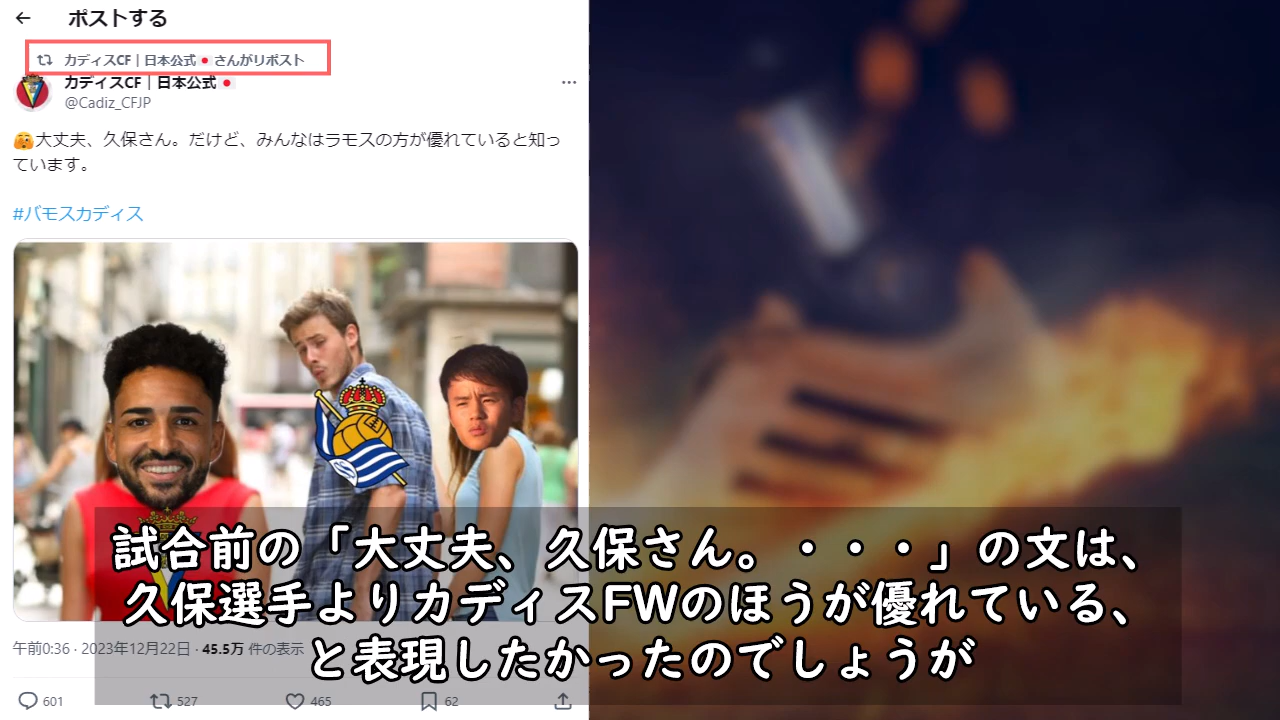 ポストする
カディスCF｜日本公式🇯🇵さんがリポスト
カディスCF｜日本公式🇯🇵
@Cadiz_CFJP
🫣大丈夫、久保さん。だけど、みんなはラモスの方が優れていると知っ
ています。
#バモスカディス
試合前の「大丈夫、久保さん。・・・」の文は、
久保選手よりカディスFWのほうが優れている、
と表現したかったのでしょうが
午前0:36 · 2023年12月22日 · 45.5万 件の表示
601 527 465 62